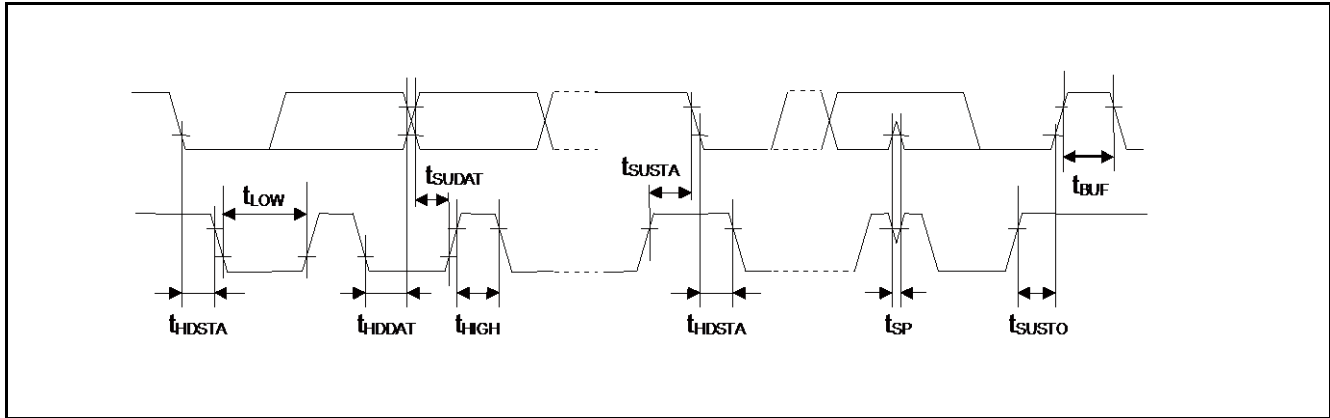 tSUDAT
tSUSTA
tLOW
tBUF
tHDSTA
tHDDAT
tHIGH
tHDSTA
tSP
tSUSTO